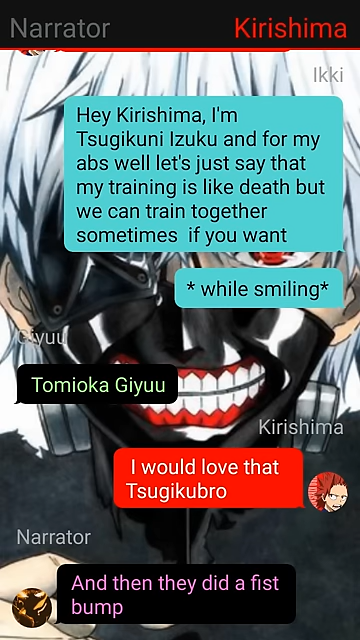 Narrator
Kirishima
Ikki
Hey Kirishima, I'm
Tsugikuni Izuku and for my
abs well let's just say that
my training is like death but
we can train together
sometimes  if you want
* while smiling*
Giyuu
Tomioka Giyuu
Kirishima
I would love that
Tsugikubro
Narrator
And then they did a fist
bump